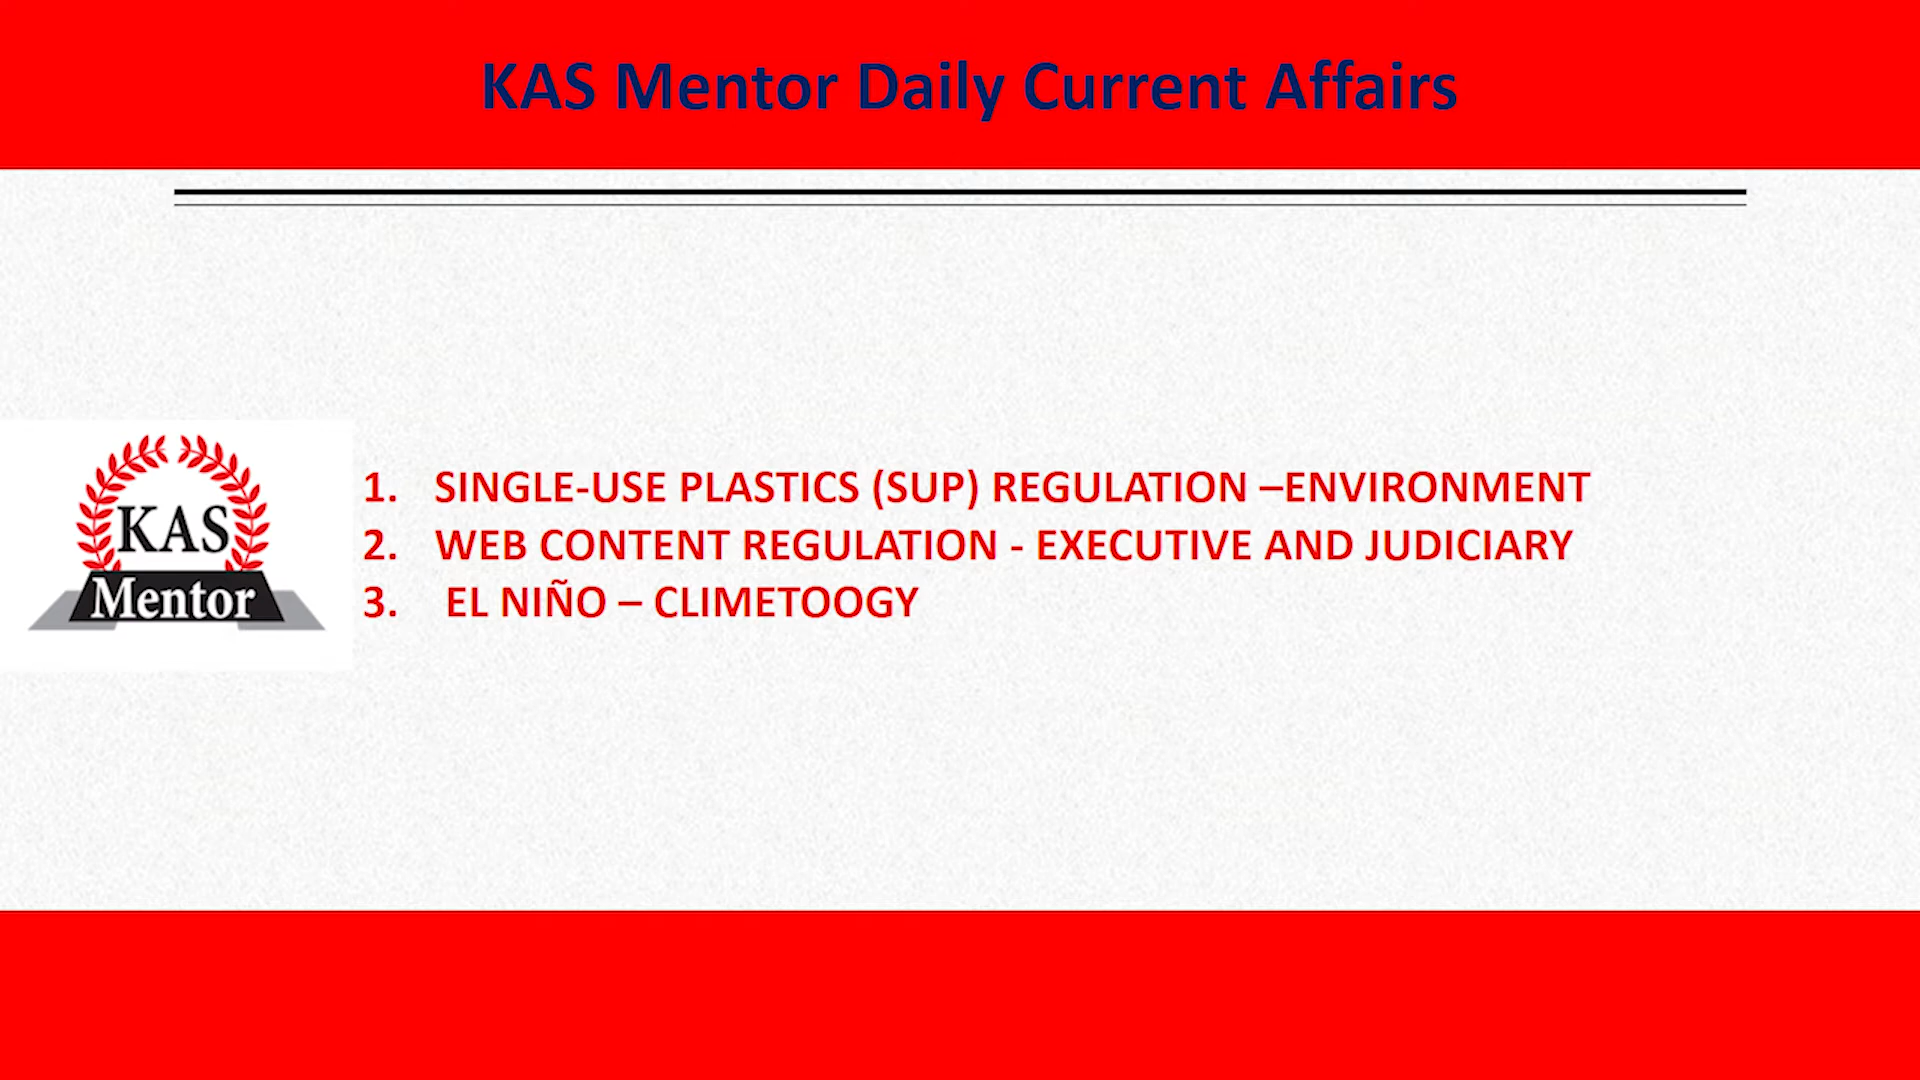 KAS Mentor Daily Current Affairs
KAS
Mentor
1. SINGLE-USE PLASTICS (SUP) REGULATION –ENVIRONMENT
2. WEB CONTENT REGULATION - EXECUTIVE AND JUDICIARY
3. EL NIÑO – CLIMETOOGY